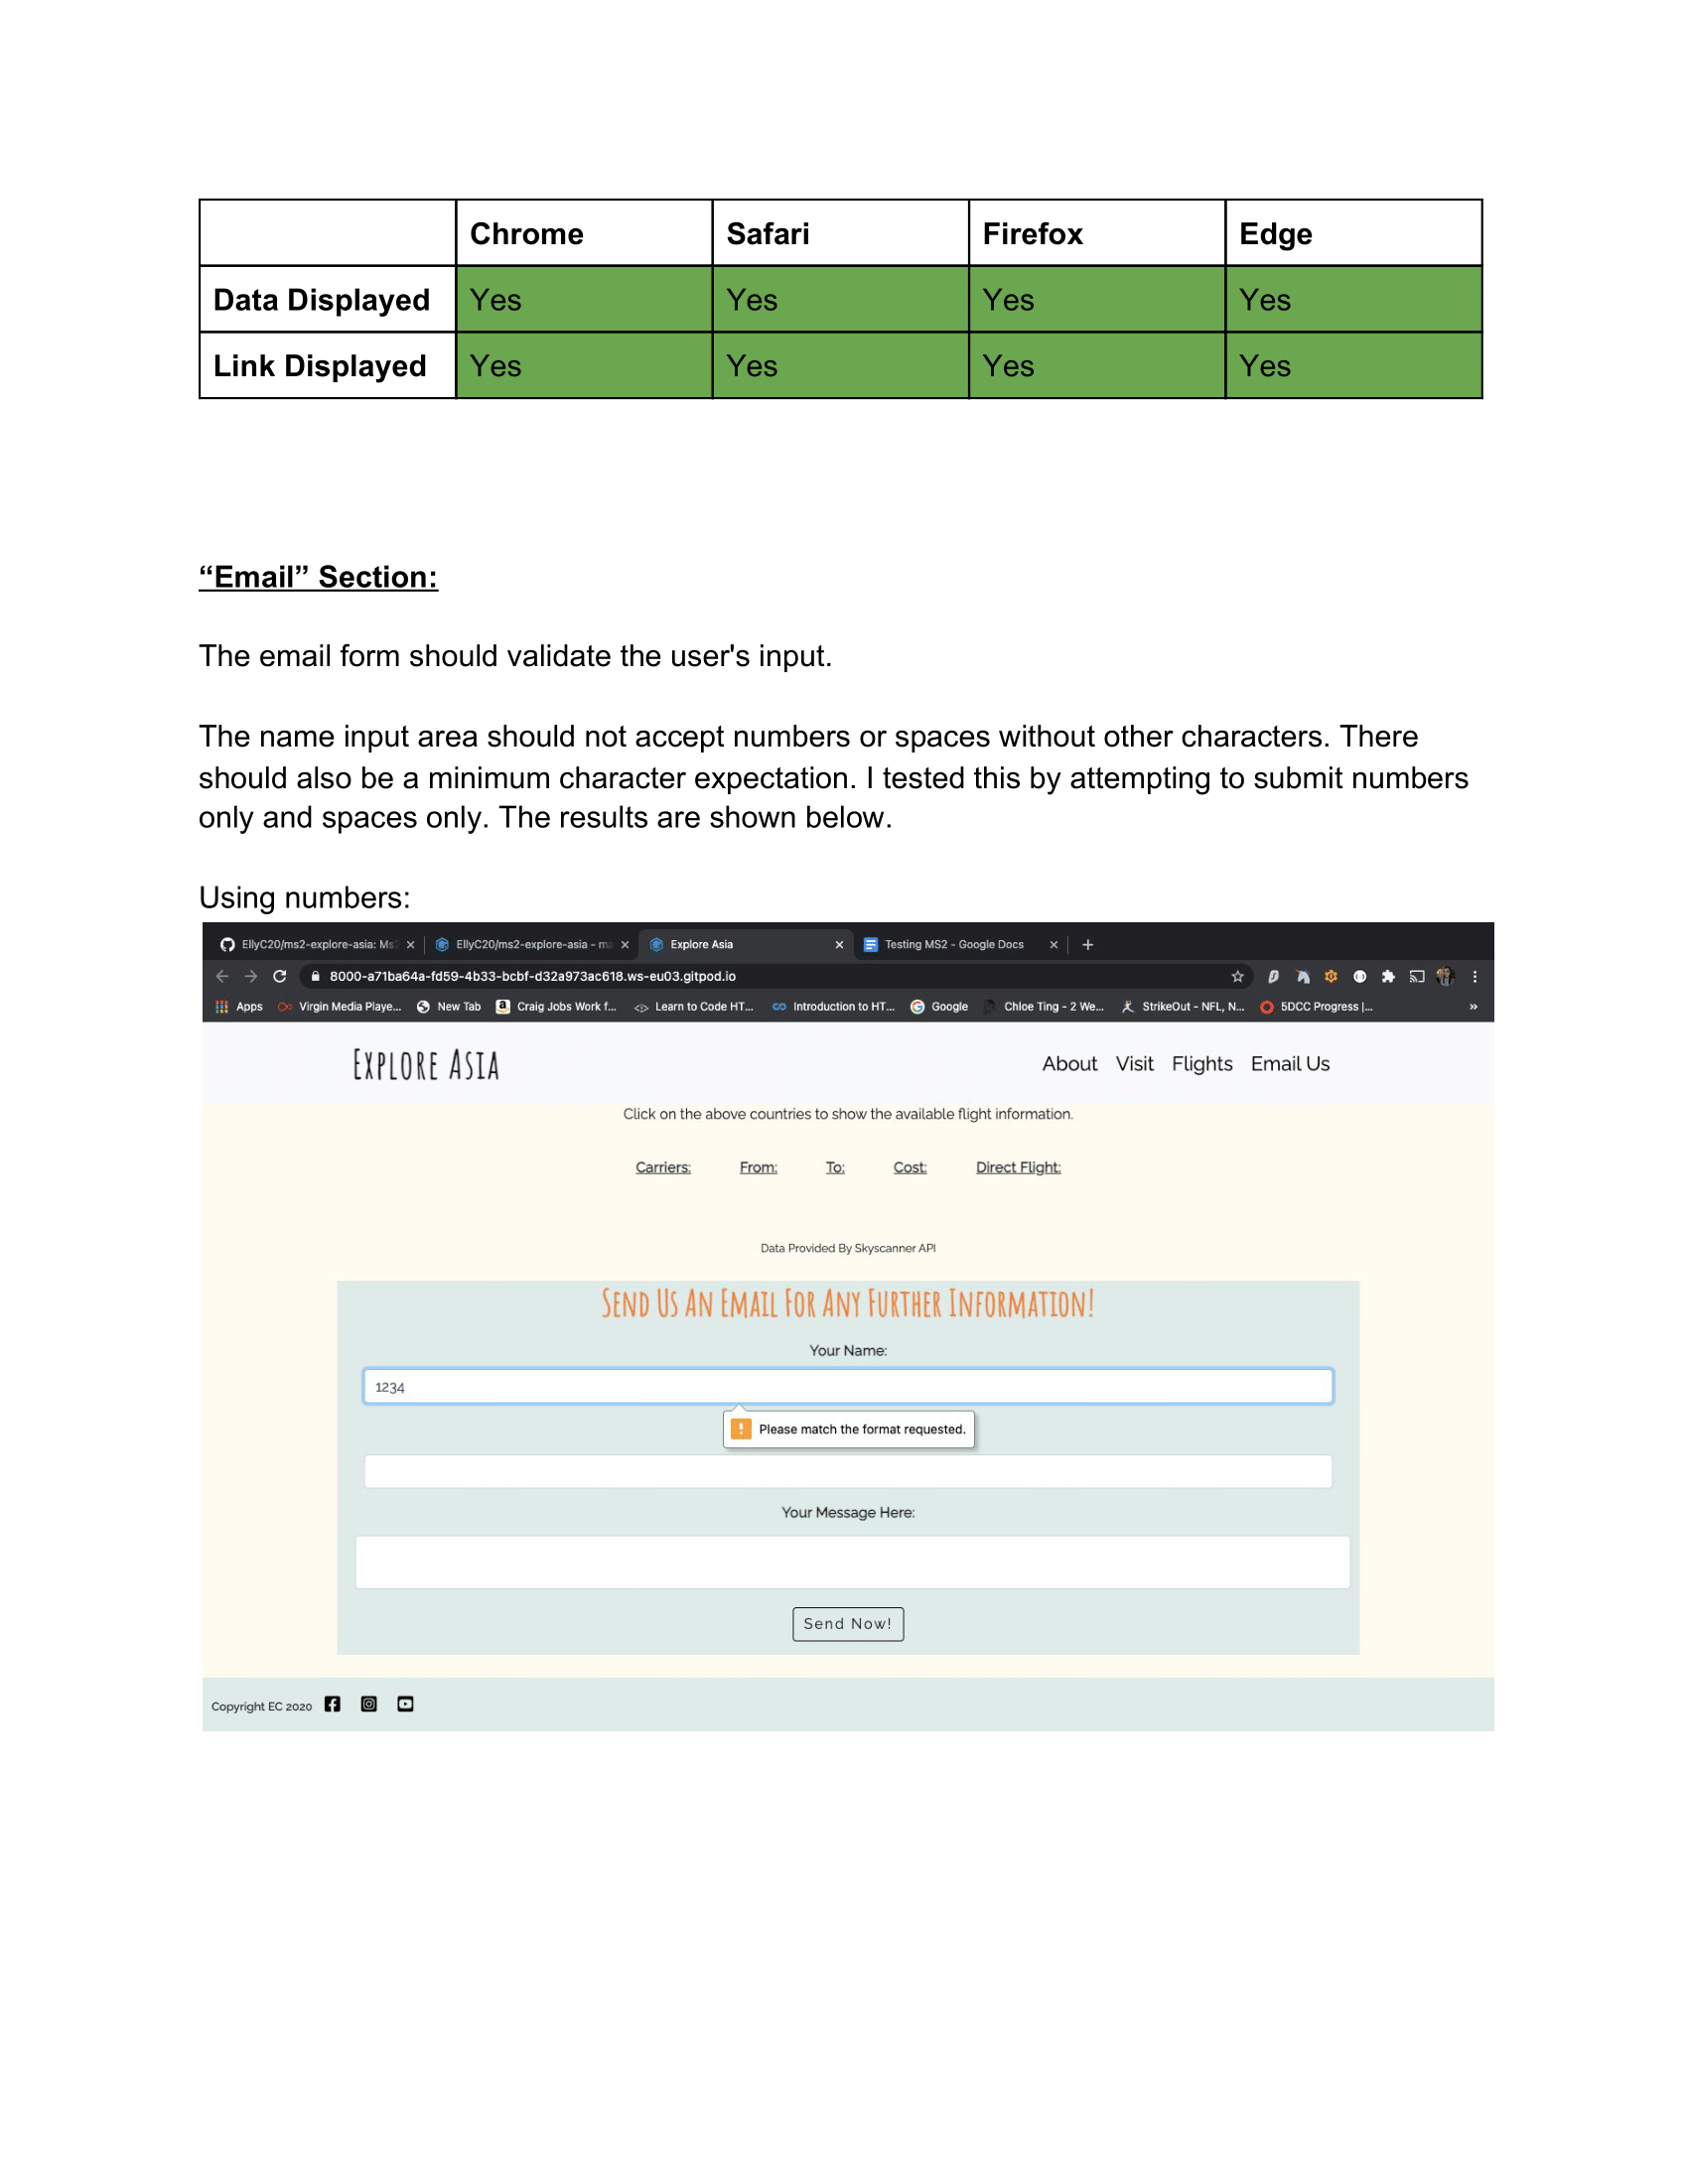 Chrome Safari Firefox Edge
Data Displayed Yes Yes Yes Yes
Link Displayed Yes Yes Yes Yes
“Email” Section:
The email form should validate the user's input.
The name input area should not accept numbers or spaces without other characters. There
should also be a minimum character expectation. I tested this by attempting to submit numbers
only and spaces only. The results are shown below.
Using numbers:
EllyC20/ms2-explore-asia: Ms2 EllyC20/ms2-explore-asia - ma Explore Asia Testing MS2 - Google Docs
8000-a71ba64a-fd59-4b33-bcbf-d32a973ac618.ws-eu03.gitpod.io
Apps Virgin Media Playe... New Tab Craig Jobs Work f... Learn to Code HT... Introduction to HT... Google Chloe Ting - 2 We... StrikeOut - NFL, N... 5DCC Progress |... »
Explore Asia About Visit Flights Email Us
Click on the above countries to show the available flight information.
Carriers: From: To: Cost: Direct Flight:
Data Provided By Skyscanner API
Send Us An Email For Any Further Information!
Your Name:
1234
Please match the format requested.
Your Message Here:
Send Now!
Copyright EC 2020